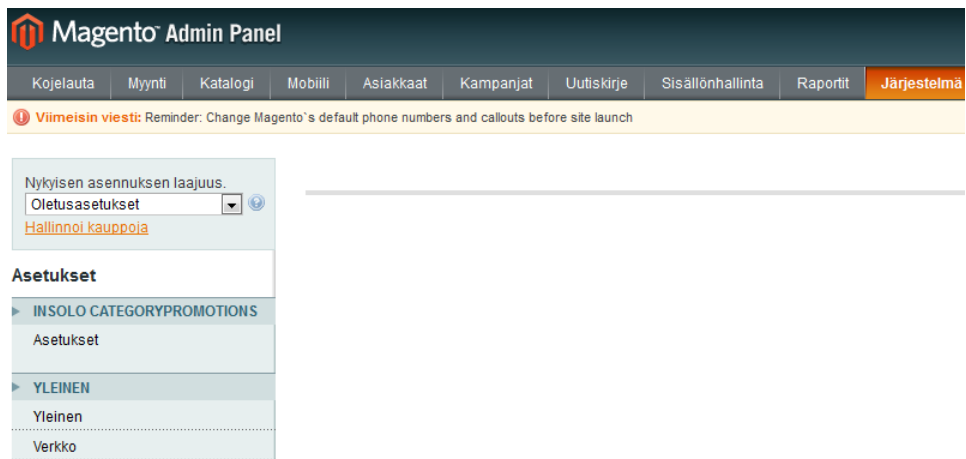 Magento™ Admin Panel
Kojelauta Myynti Katalogi Mobiili Asiakkaat Kampanjat Uutiskirje Sisällönhallinta Raportit Järjestelmä
Viimeisin viesti: Reminder: Change Magento`s default phone numbers and callouts before site launch
Nykyisen asennuksen laajuus.
Oletusasetukset
Hallinnoi kauppoja
Asetukset
INSOLO CATEGORYPROMOTIONS
Asetukset
YLEINEN
Yleinen
Verkko